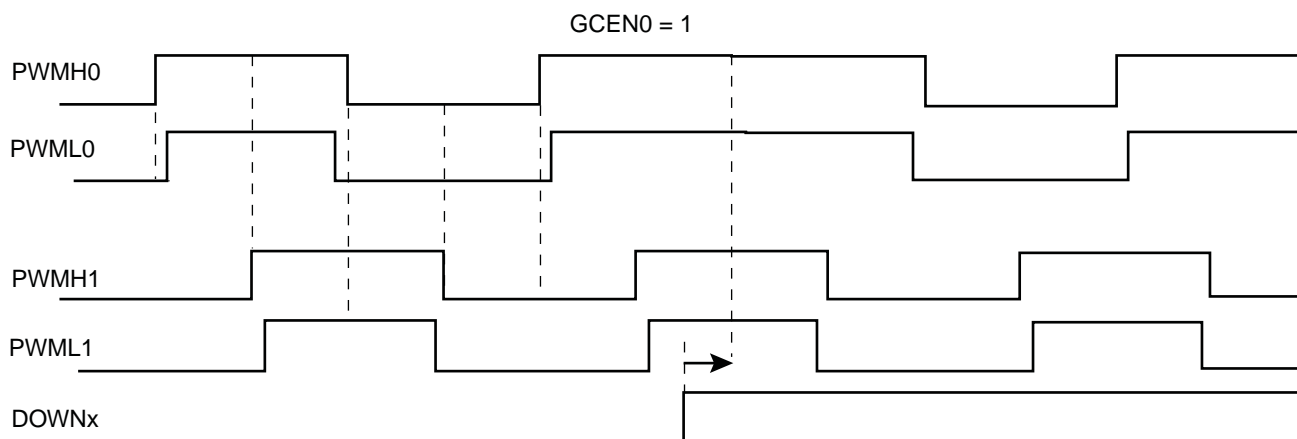 GCEN0 = 1
PWMH0
PWML0
PWMH1
PWML1
DOWNx